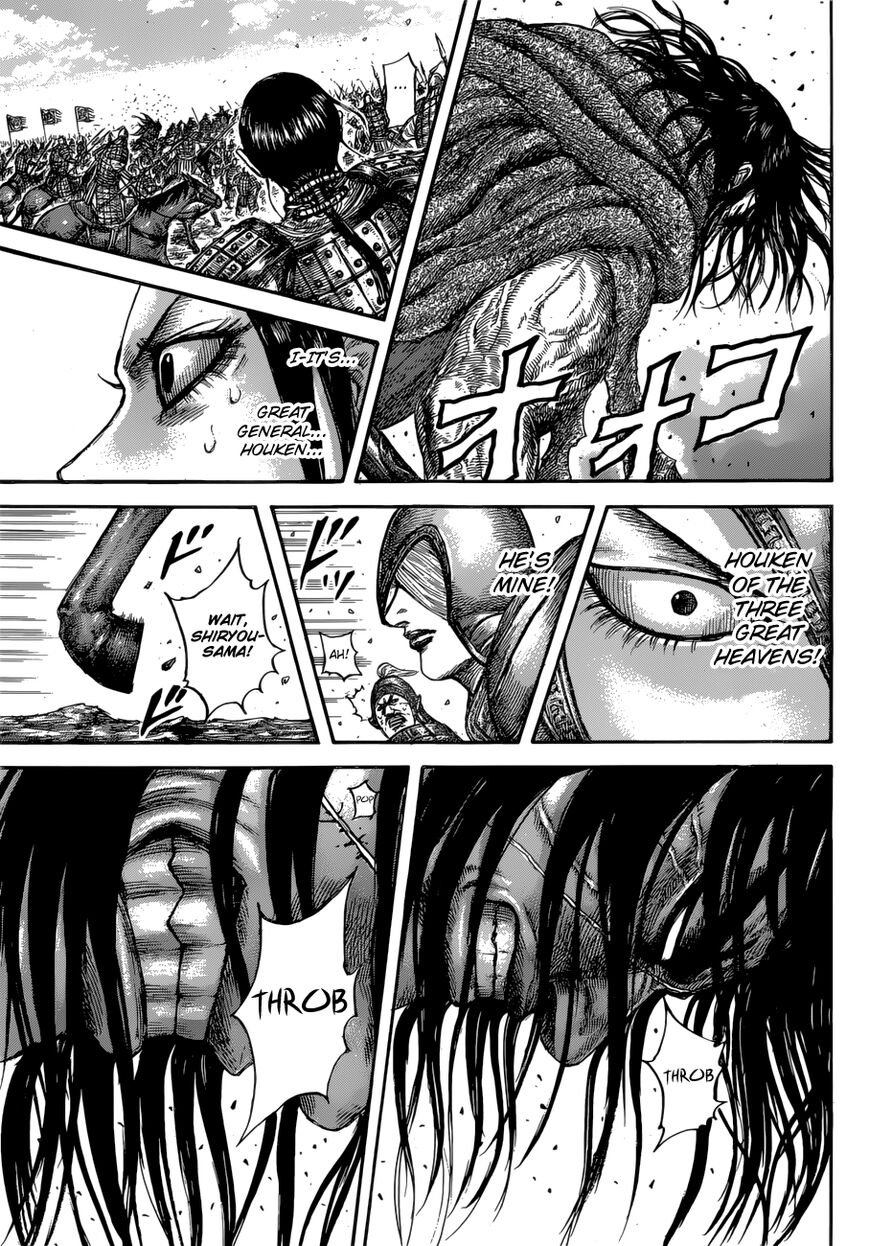 オオコ
...
I-IT'S...
GREAT
GENERAL...
HOUKEN...
HOUKEN
OF THE
THREE
GREAT
HEAVENS!
HE'S
MINE!
ド
ッ
AH!
ド
ド
WAIT,
SHIRYOU-
SAMA!
THROB
POP
THROB